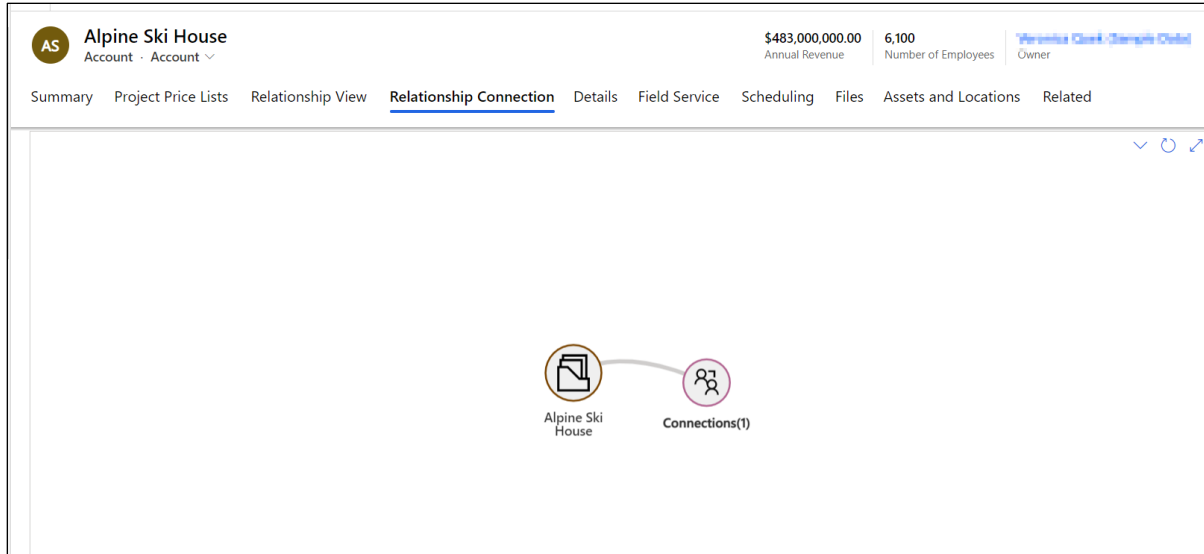 AS
Alpine Ski House
Account · Account
$483,000,000.00
Annual Revenue
6,100
Number of Employees
Owner
Summary Project Price Lists Relationship View Relationship Connection Details Field Service Scheduling Files Assets and Locations Related
Alpine Ski
House
Connections(1)